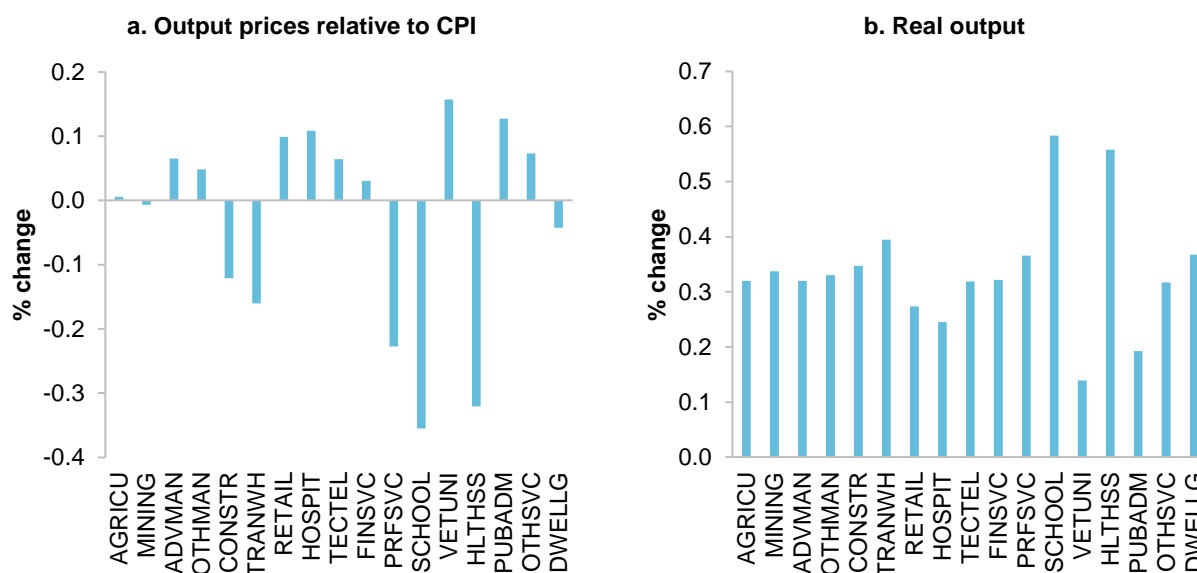 a. Output prices relative to CPI
% change
0.2
0.1
0.0
-0.1
-0.2
-0.3
-0.4
AGRICU
MINING
ADVMAN
OTHMAN
CONSTR
TRANWH
RETAIL
HOSPIT
TECTEL
FINSVC
PRFSVC
SCHOOL
VETUNI
HLTHSS
PUBADM
OTHSVC
DWELLG
b. Real output
% change
0.7
0.6
0.5
0.4
0.3
0.2
0.1
0.0
AGRICU
MINING
ADVMAN
OTHMAN
CONSTR
TRANWH
RETAIL
HOSPIT
TECTEL
FINSVC
PRFSVC
SCHOOL
VETUNI
HLTHSS
PUBADM
OTHSVC
DWELLG